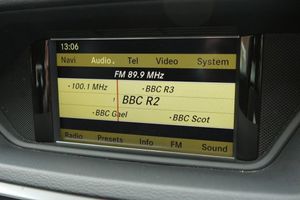 13:06
Navi Audio Tel Video System
FM 89.9 MHz
100.1 MHz BBC R3
1 BBC R2
BBC Gael BBC Scot
Radio Presets Info FM Sound